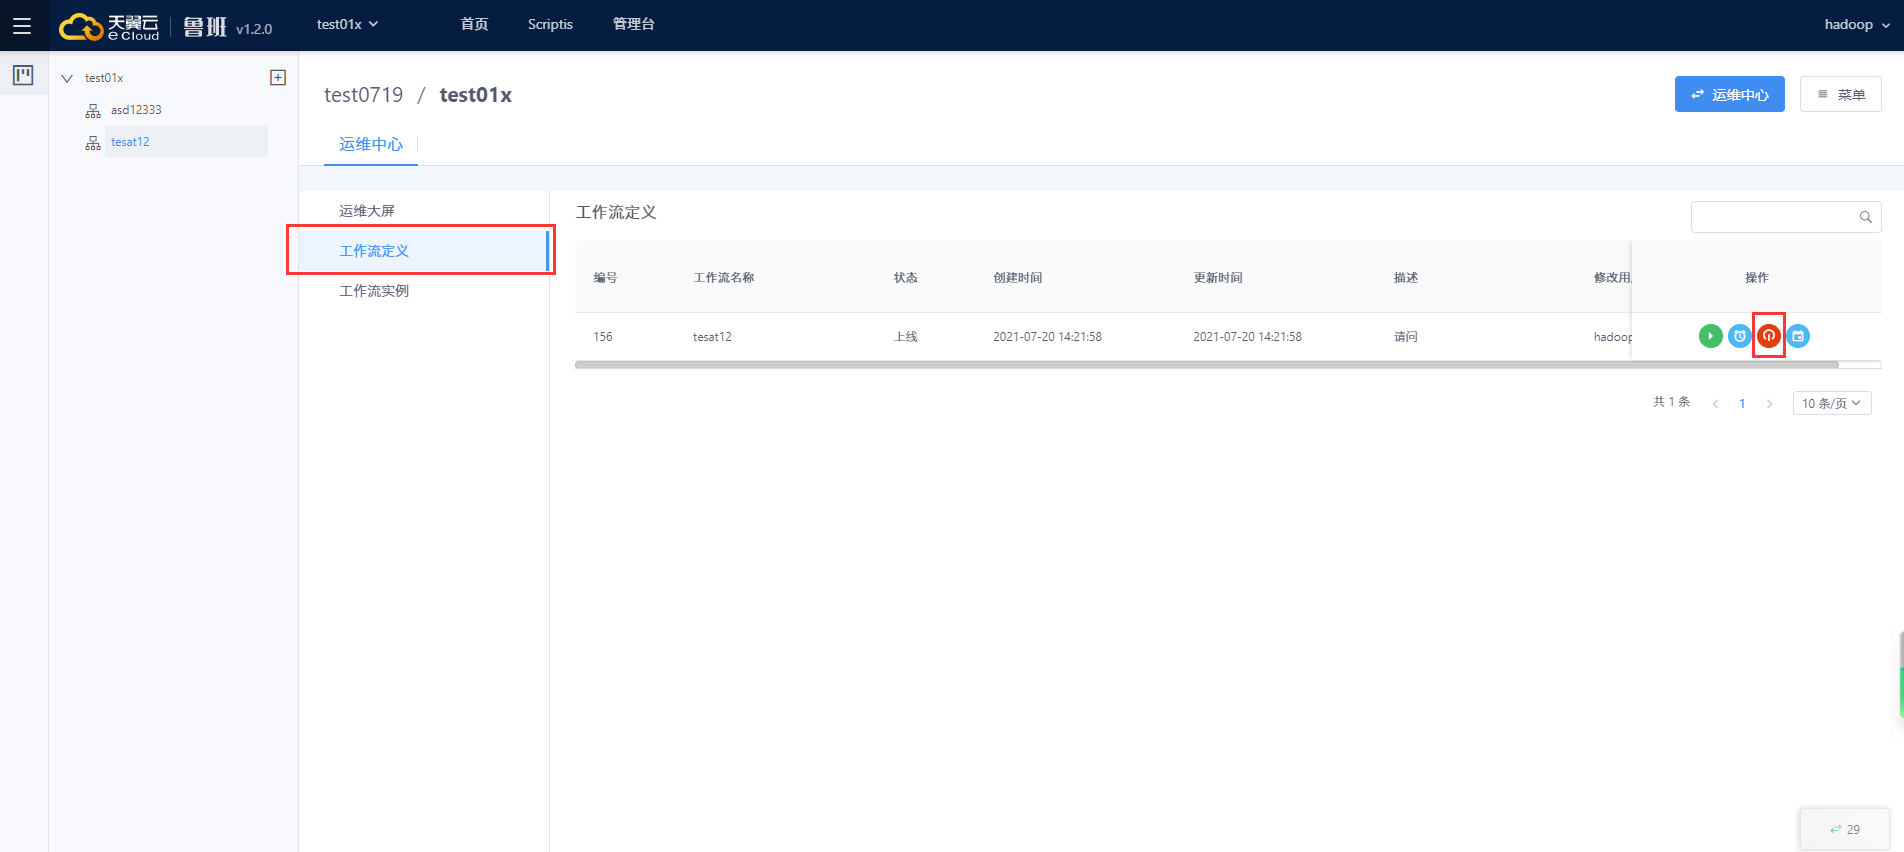 天翼云
e Cloud
鲁班 v1.2.0
test01x
首页
Scriptis
管理台
hadoop
test01x
asd12333
tesat12
test0719 / test01x
运维中心
菜单
运维中心
运维大屏
工作流定义
工作流实例
工作流定义
编号 工作流名称 状态 创建时间 更新时间 描述 修改用 操作
156 tesat12 上线 2021-07-20 14:21:58 2021-07-20 14:21:58 请问 hadoop
共 1 条 1 10 条/页
29